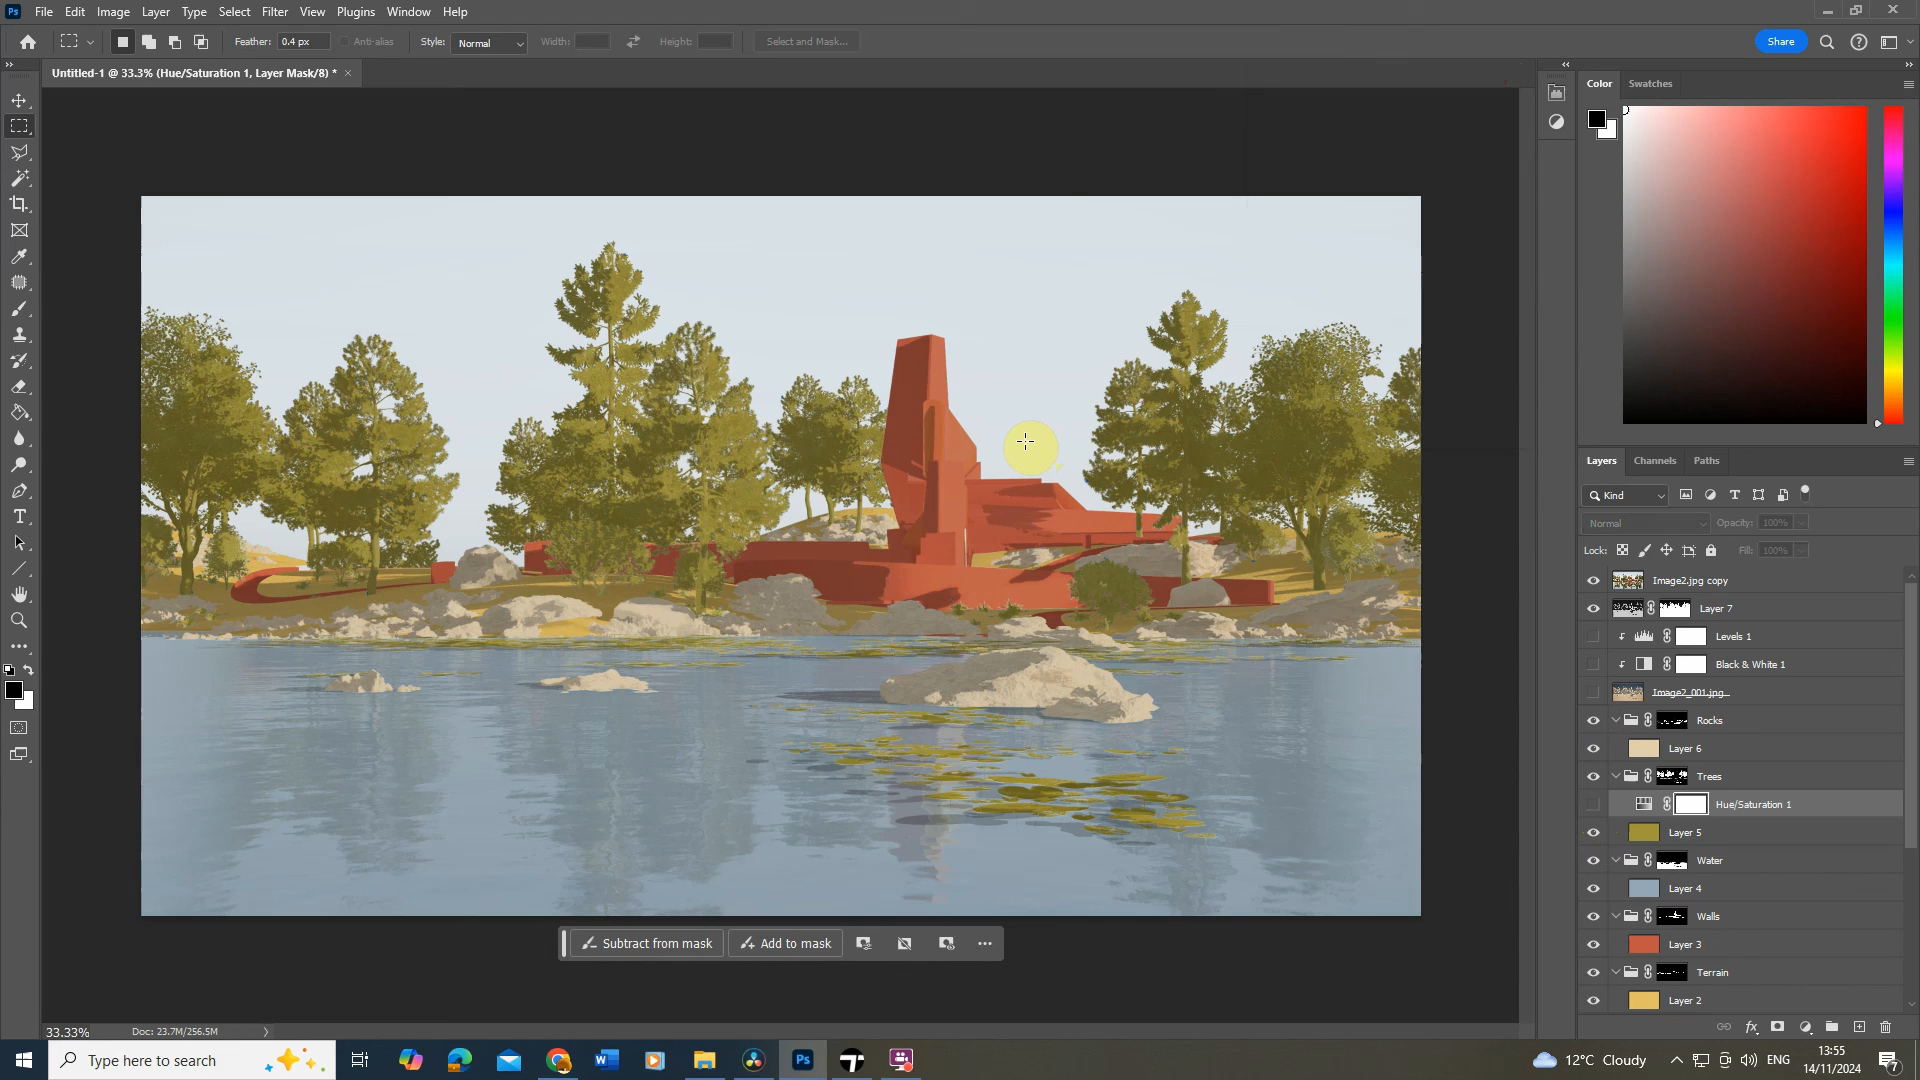 Ps File Edit Image Layer Type Select Filter View Plugins Window Help
Feather: 0.4 px Anti-alias Style: Normal Width: Height: Select and Mask... Share
Untitled-1 @ 33.3% (Hue/Saturation 1, Layer Mask/8) *
Color Swatches
Layers Channels Paths
Kind
Normal Opacity: 100%
Lock: Fill: 100%
Image2.jpg copy
Layer 7
Levels 1
Black & White 1
Image2_001.jpg...
Rocks
Layer 6
Trees
Hue/Saturation 1
Layer 5
Water
Layer 4
Walls
Layer 3
Terrain
Layer 2
Subtract from mask Add to mask
33.33% Doc: 23.7M/256.5M
Type here to search
12°C Cloudy ENG
13:55
14/11/2024
7